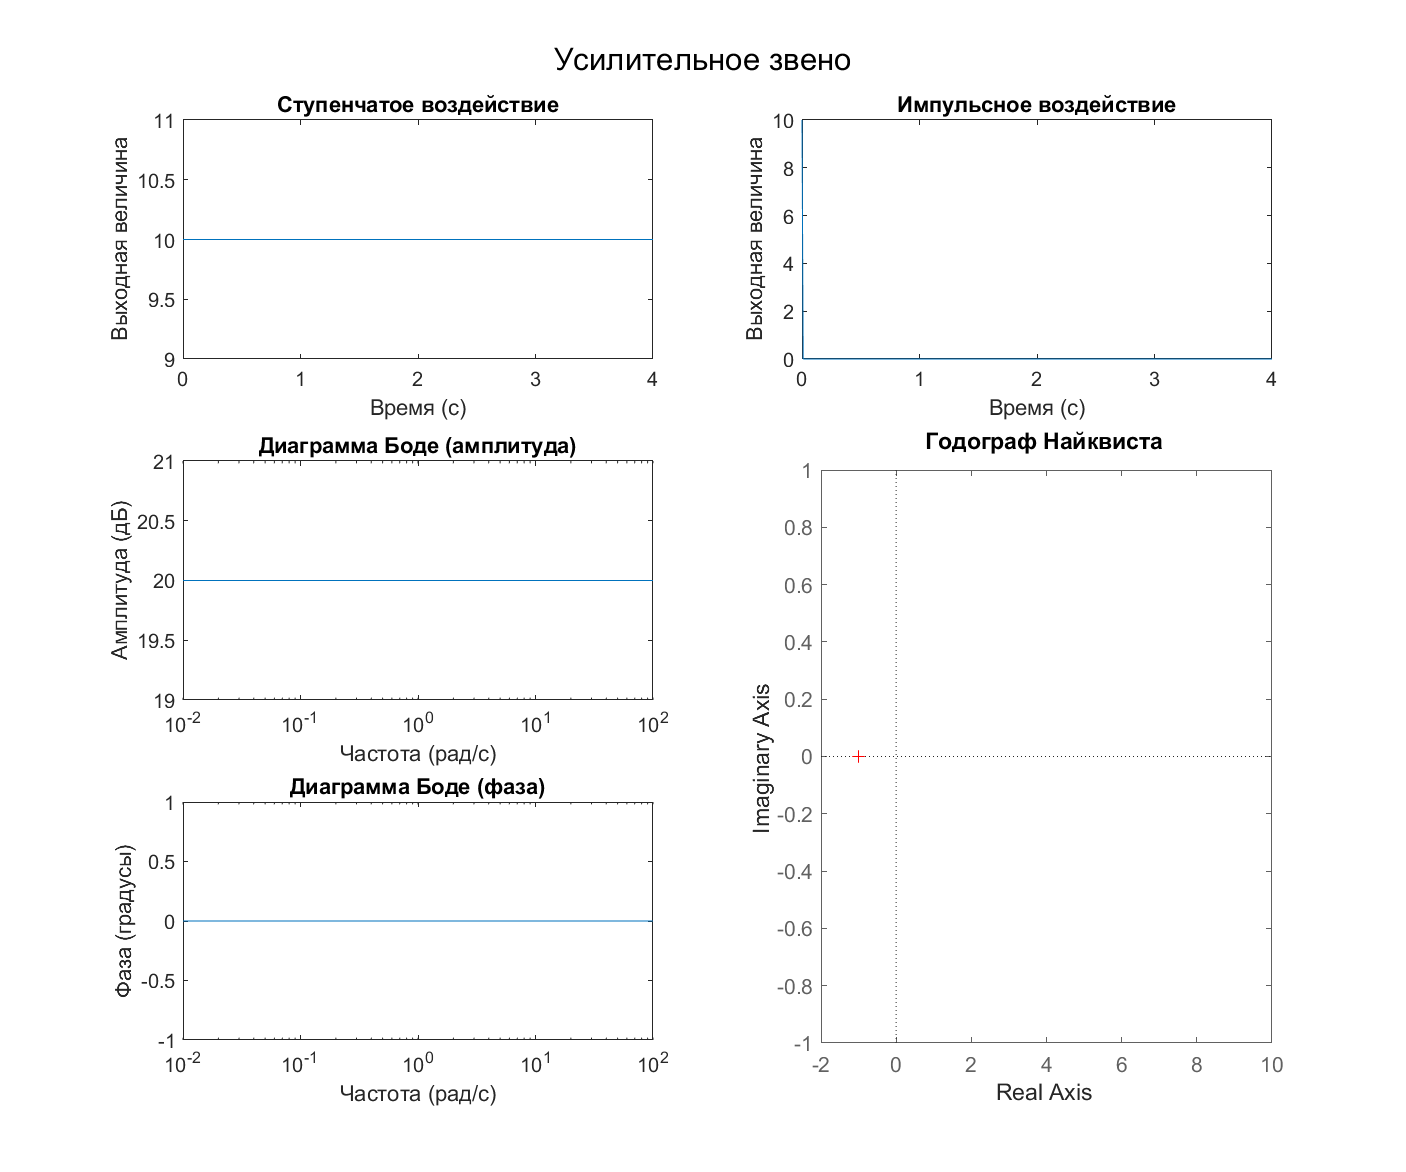 Усилительное звено
Ступенчатое воздействие
11
10.5
10
9.5
9
Выходная величина
0 1 2 3 4
Время (с)
Импульсное воздействие
10
8
6
4
2
0
Выходная величина
0 1 2 3 4
Время (с)
Диаграмма Боде (амплитуда)
21
20.5
20
19.5
19
Амплитуда (дБ)
10^-2 10^-1 10^0 10^1 10^2
Частота (рад/с)
Диаграмма Боде (фаза)
1
0.5
0
-0.5
-1
Фаза (градусы)
10^-2 10^-1 10^0 10^1 10^2
Частота (рад/с)
Годограф Найквиста
1
0.8
0.6
0.4
0.2
0
-0.2
-0.4
-0.6
-0.8
-1
Imaginary Axis
-2 0 2 4 6 8 10
Real Axis